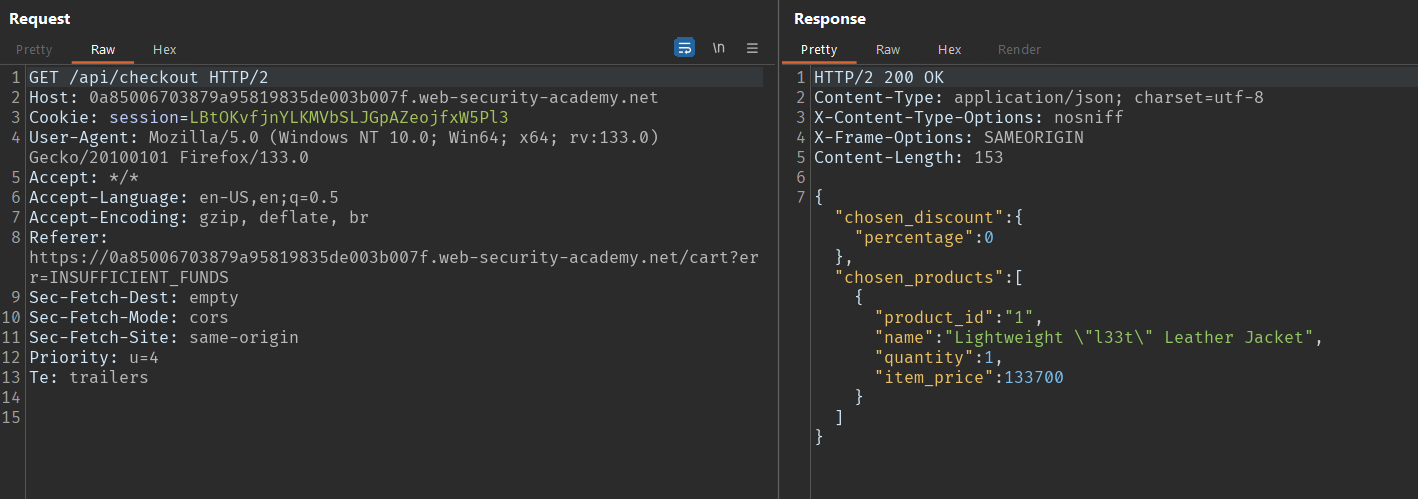 Request
Pretty Raw Hex \n
1 GET /api/checkout HTTP/2
2 Host: 0a85006703879a95819835de003b007f.web-security-academy.net
3 Cookie: session=LBtOKvfjnYLKMVbSLJGpAZeojfxW5Pl3
4 User-Agent: Mozilla/5.0 (Windows NT 10.0; Win64; x64; rv:133.0)
Gecko/20100101 Firefox/133.0
5 Accept: */*
6 Accept-Language: en-US,en;q=0.5
7 Accept-Encoding: gzip, deflate, br
8 Referer:
https://0a85006703879a95819835de003b007f.web-security-academy.net/cart?er
r=INSUFFICIENT_FUNDS
9 Sec-Fetch-Dest: empty
10 Sec-Fetch-Mode: cors
11 Sec-Fetch-Site: same-origin
12 Priority: u=4
13 Te: trailers
14
15
Response
Pretty Raw Hex Render
1 HTTP/2 200 OK
2 Content-Type: application/json; charset=utf-8
3 X-Content-Type-Options: nosniff
4 X-Frame-Options: SAMEORIGIN
5 Content-Length: 153
6
7 {
"chosen_discount":{
"percentage":0
},
"chosen_products":[
{
"product_id":"1",
"name":"Lightweight \"l33t\" Leather Jacket",
"quantity":1,
"item_price":133700
}
]
}